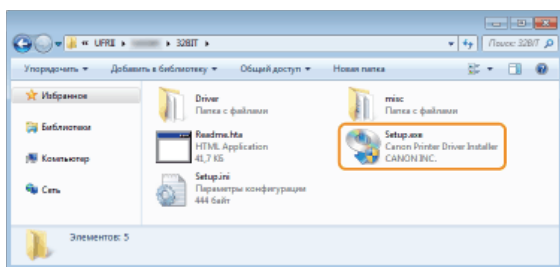 « UFRII ▸ ▸ 32BIT ▸
Поиск: 32BIT
Упорядочить
Добавить в библиотеку
Общий доступ
Новая папка
Избранное
Библиотеки
Компьютер
Сеть
Driver
Папка с файлами
misc
Папка с файлами
Readme.hta
HTML Application
41,7 КБ
Setup.exe
Canon Printer Driver Installer
CANON INC.
Setup.ini
Параметры конфигурации
444 байт
Элементов: 5